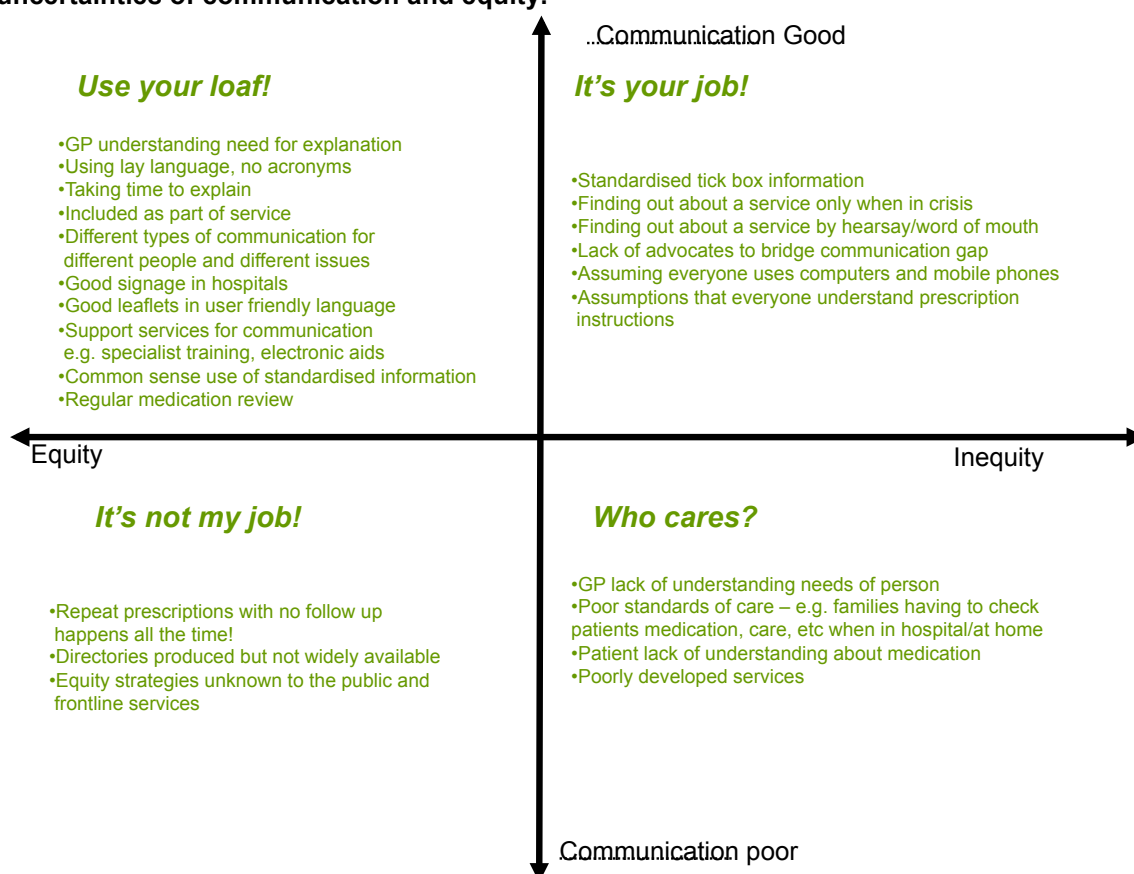 uncertainties of communication and equity.
Communication Good
Use your loaf!
•GP understanding need for explanation
•Using lay language, no acronyms
•Taking time to explain
•Included as part of service
•Different types of communication for
different people and different issues
•Good signage in hospitals
•Good leaflets in user friendly language
•Support services for communication
e.g. specialist training, electronic aids
•Common sense use of standardised information
•Regular medication review
It's your job!
•Standardised tick box information
•Finding out about a service only when in crisis
•Finding out about a service by hearsay/word of mouth
•Lack of advocates to bridge communication gap
•Assuming everyone uses computers and mobile phones
•Assumptions that everyone understand prescription
instructions
Equity
Inequity
It's not my job!
•Repeat prescriptions with no follow up
happens all the time!
•Directories produced but not widely available
•Equity strategies unknown to the public and
frontline services
Who cares?
•GP lack of understanding needs of person
•Poor standards of care – e.g. families having to check
patients medication, care, etc when in hospital/at home
•Patient lack of understanding about medication
•Poorly developed services
Communication poor